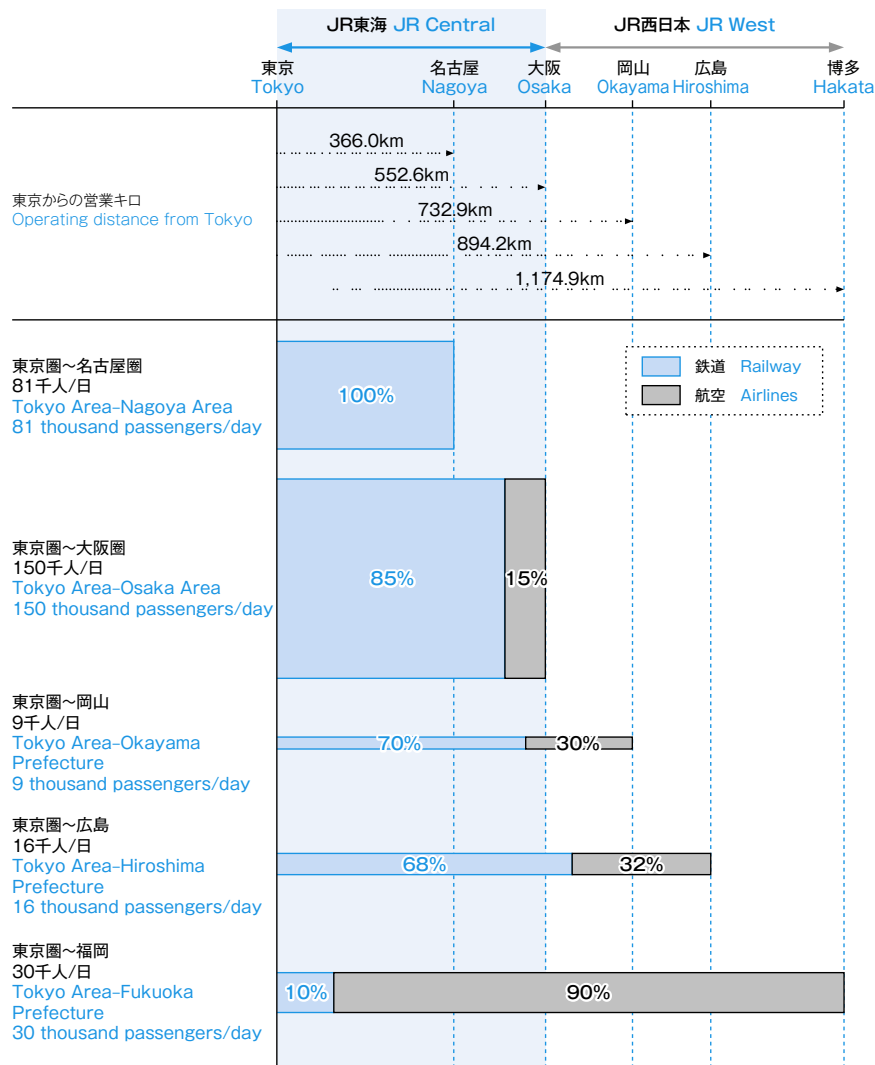 JR東海 JR Central
JR西日本 JR West
東京
Tokyo
名古屋
Nagoya
大阪
Osaka
岡山
Okayama
広島
Hiroshima
博多
Hakata
東京からの営業キロ
Operating distance from Tokyo
366.0km
552.6km
732.9km
894.2km
1,174.9km
鉄道 Railway
航空 Airlines
東京圏〜名古屋圏
81千人/日
Tokyo Area–Nagoya Area
81 thousand passengers/day
100%
東京圏〜大阪圏
150千人/日
Tokyo Area–Osaka Area
150 thousand passengers/day
85%
15%
東京圏〜岡山
9千人/日
Tokyo Area–Okayama
Prefecture
9 thousand passengers/day
70%
30%
東京圏〜広島
16千人/日
Tokyo Area–Hiroshima
Prefecture
16 thousand passengers/day
68%
32%
東京圏〜福岡
30千人/日
Tokyo Area–Fukuoka
Prefecture
30 thousand passengers/day
10%
90%